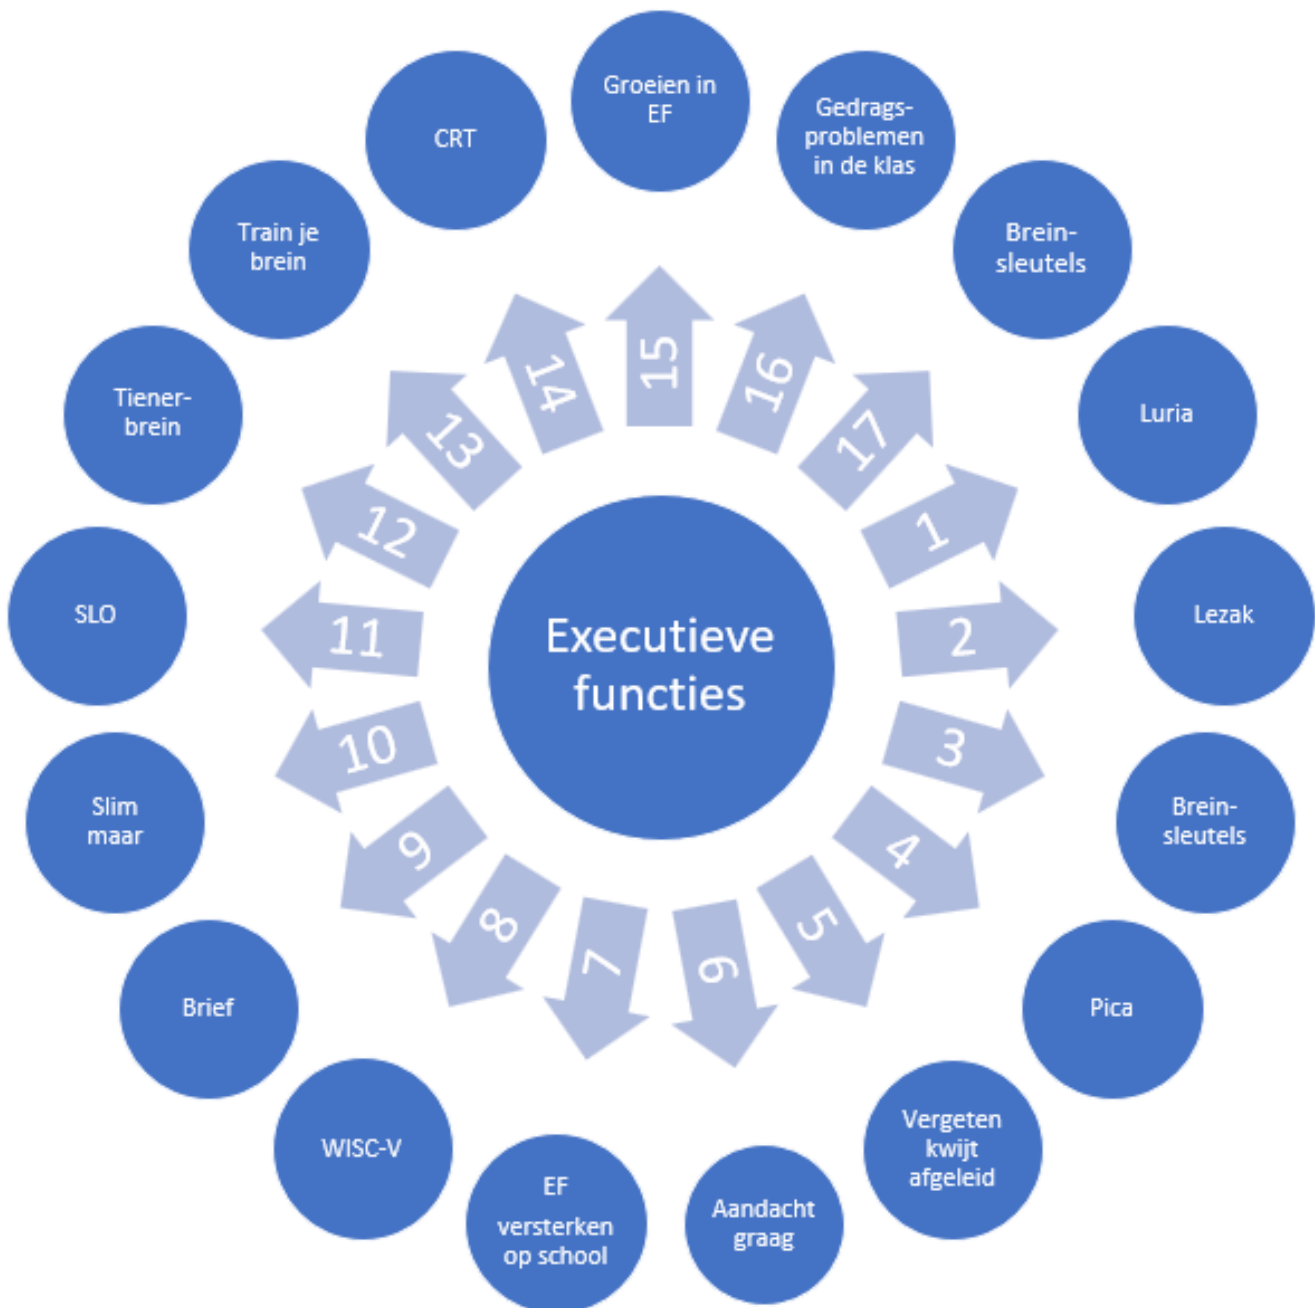 Executieve
functies
1
Luria
2
Lezak
3
Brein-
sleutels
4
Pica
5
Vergeten
kwijt
afgeleid
6
Aandacht
graag
7
EF
versterken
op school
8
WISC-V
9
Brief
10
Slim
maar
11
SLO
12
Tiener-
brein
13
Train je
brein
14
CRT
15
Groeien in
EF
16
Gedrags-
problemen
in de klas
17
Brein-
sleutels